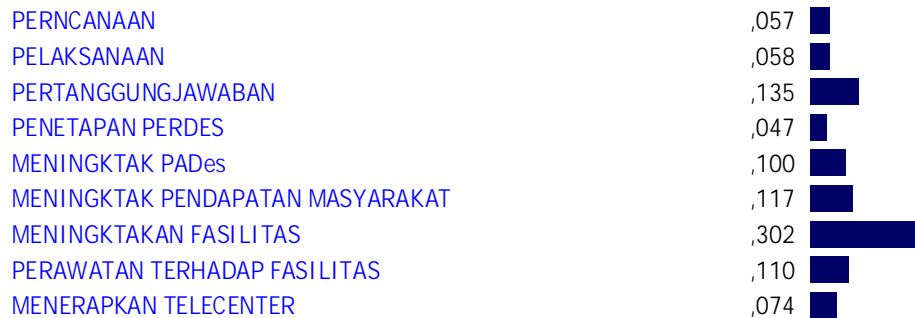 PERNCANAAN ,057
PELAKSANAAN ,058
PERTANGGUNGJAWABAN ,135
PENETAPAN PERDES ,047
MENINGKTAK PADes ,100
MENINGKTAK PENDAPATAN MASYARAKAT ,117
MENINGKTAKAN FASILITAS ,302
PERAWATAN TERHADAP FASILITAS ,110
MENERAPKAN TELECENTER ,074